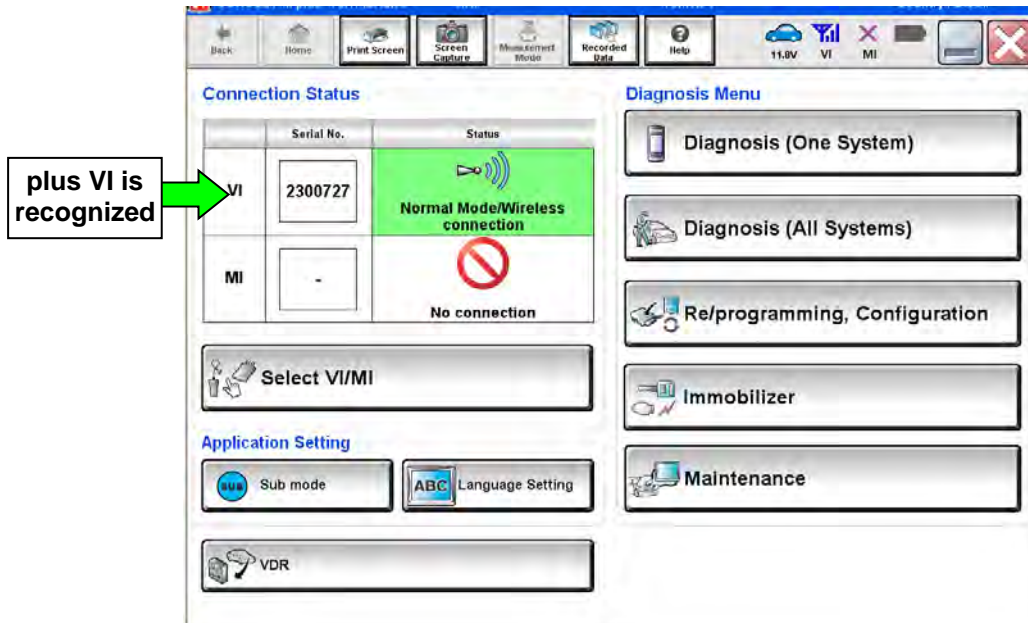 Back
Home
Print Screen
Screen
Capture
Measurement
Mode
Recorded
Data
Help
11.8V
VI
MI
Connection Status
Diagnosis Menu
Serial No.
Status
plus VI is
recognized
VI
2300727
Normal Mode/Wireless
connection
MI
-
No connection
Select VI/MI
Application Setting
SUB
Sub mode
ABC
Language Setting
VDR
Diagnosis (One System)
Diagnosis (All Systems)
Re/programming, Configuration
Immobilizer
Maintenance